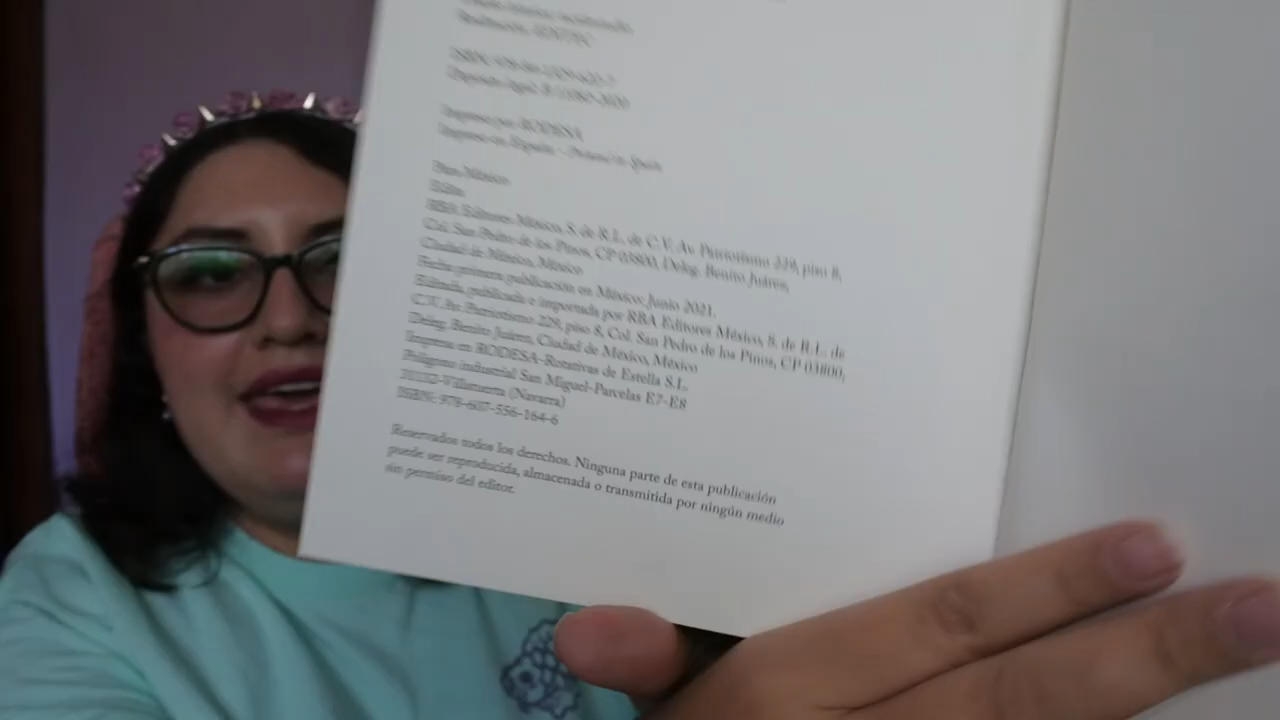 Impreso por RODESA
Impreso en España - Printed in Spain
Para México
Edita
RBA Editores México, S. de R.L. de C.V. Av. Patriotismo 229, piso 8,
Col. San Pedro de los Pinos, CP 03800, Deleg. Benito Juárez,
Ciudad de México, México
Fecha primera publicación en México: Junio 2021.
Editada, publicada e importada por RBA Editores México, S. de R.L. de
C.V. Av. Patriotismo 229, piso 8, Col. San Pedro de los Pinos, CP 03800,
Deleg. Benito Juárez, Ciudad de México, México
Impresa en RODESA-Rotativas de Estella S.L.
Polígono industrial San Miguel-Parcelas E7-E8
31132-Villatuerta (Navarra)
ISBN: 978-607-556-164-6
Reservados todos los derechos. Ninguna parte de esta publicación
puede ser reproducida, almacenada o transmitida por ningún medio
sin permiso del editor.